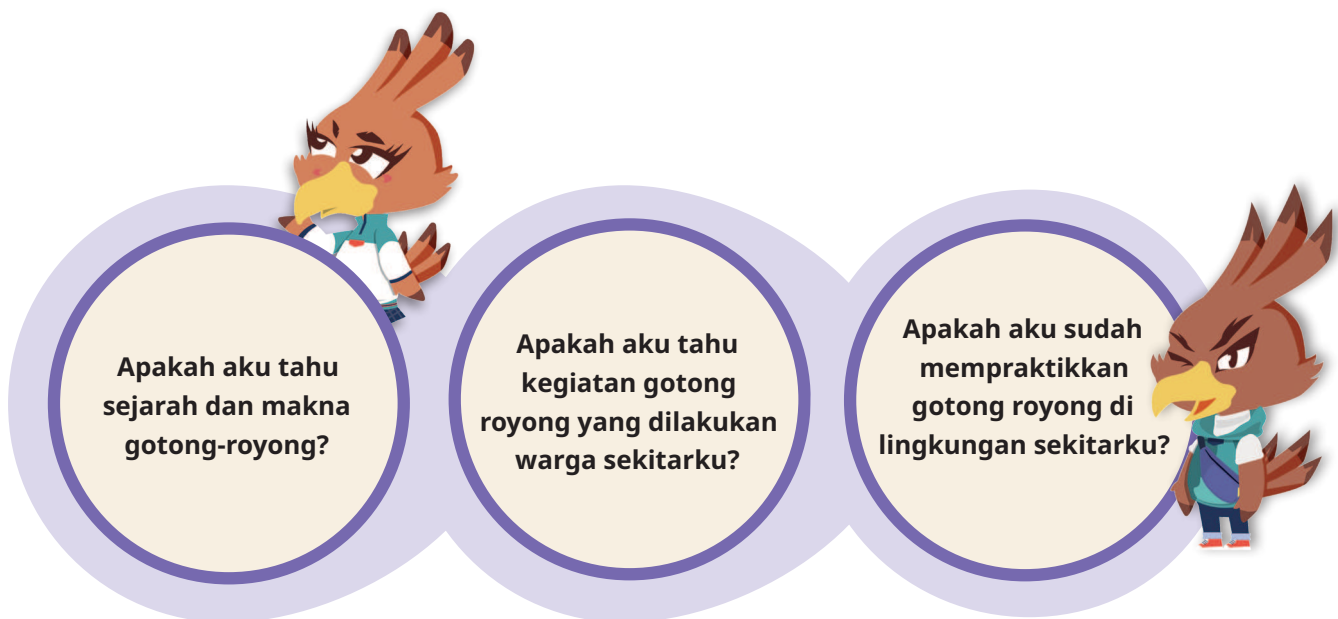 Apakah aku tahu
sejarah dan makna
gotong-royong?
Apakah aku tahu
kegiatan gotong
royong yang dilakukan
warga sekitarku?
Apakah aku sudah
mempraktikkan
gotong royong di
lingkungan sekitarku?